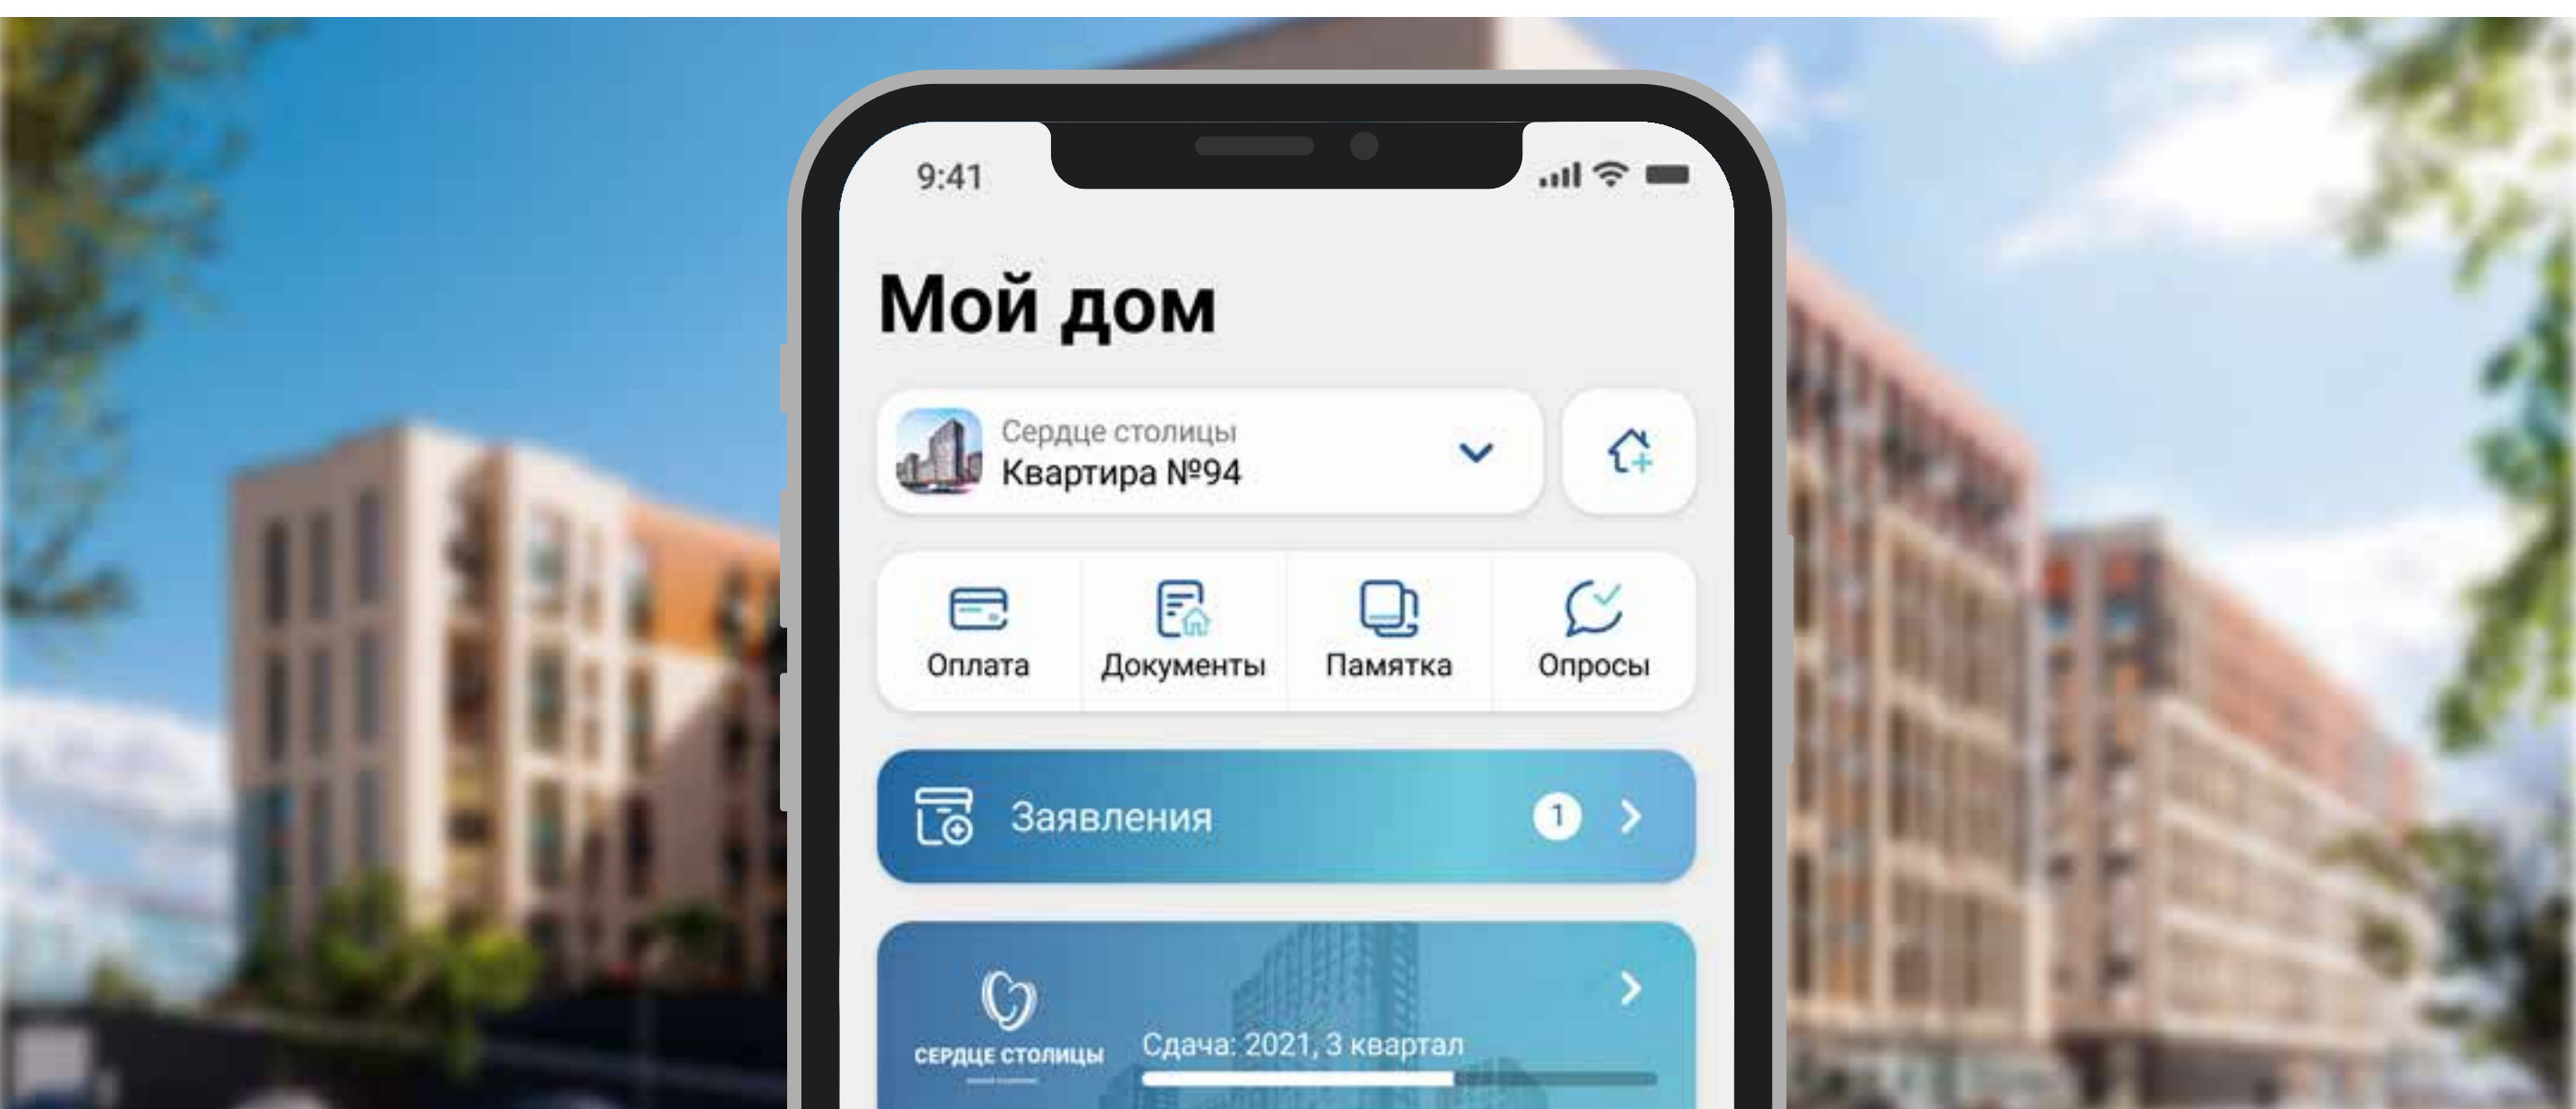 9:41
Мой дом
Сердце столицы
Квартира №94
Оплата
Документы
Памятка
Опросы
Заявления
1
СЕРДЦЕ СТОЛИЦЫ
Сдача: 2021, 3 квартал